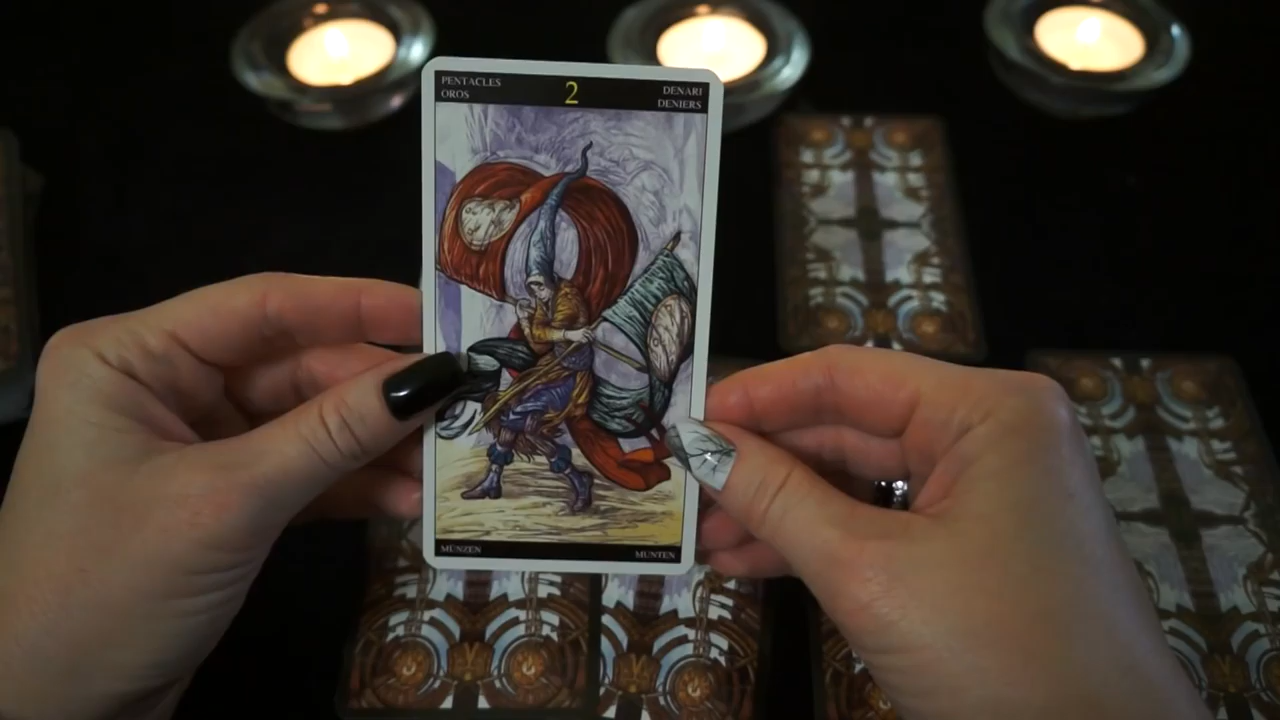 PENTACLES
OROS
2
DENARI
DENIERS
MÜNZEN
MUNTEN